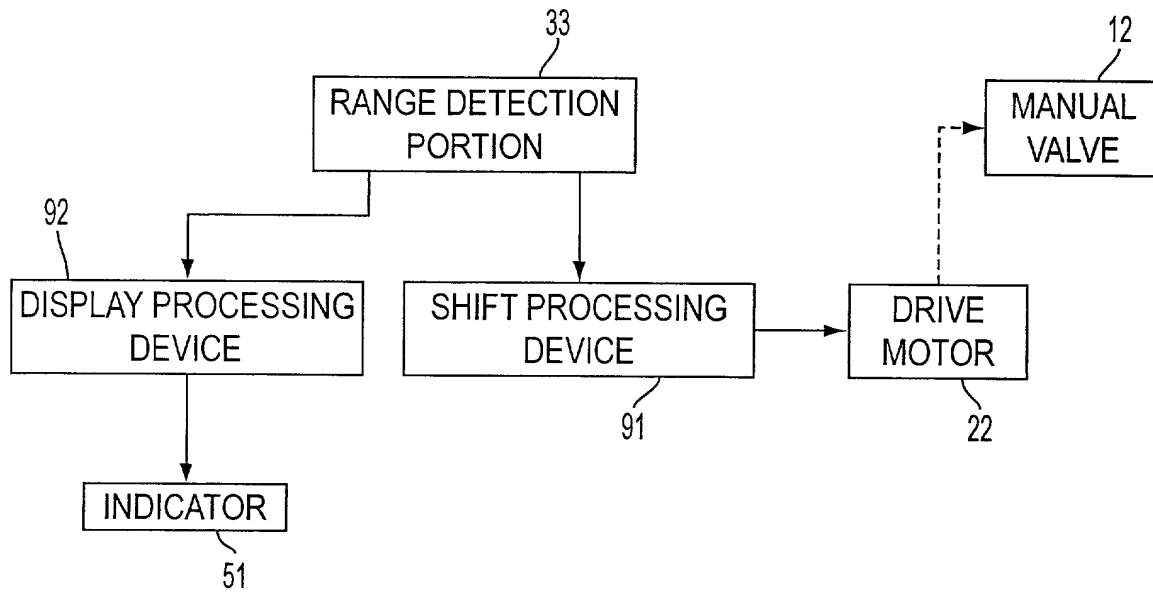 33
RANGE DETECTION
PORTION
12
MANUAL
VALVE
92
DISPLAY PROCESSING
DEVICE
SHIFT PROCESSING
DEVICE
91
DRIVE
MOTOR
22
INDICATOR
51